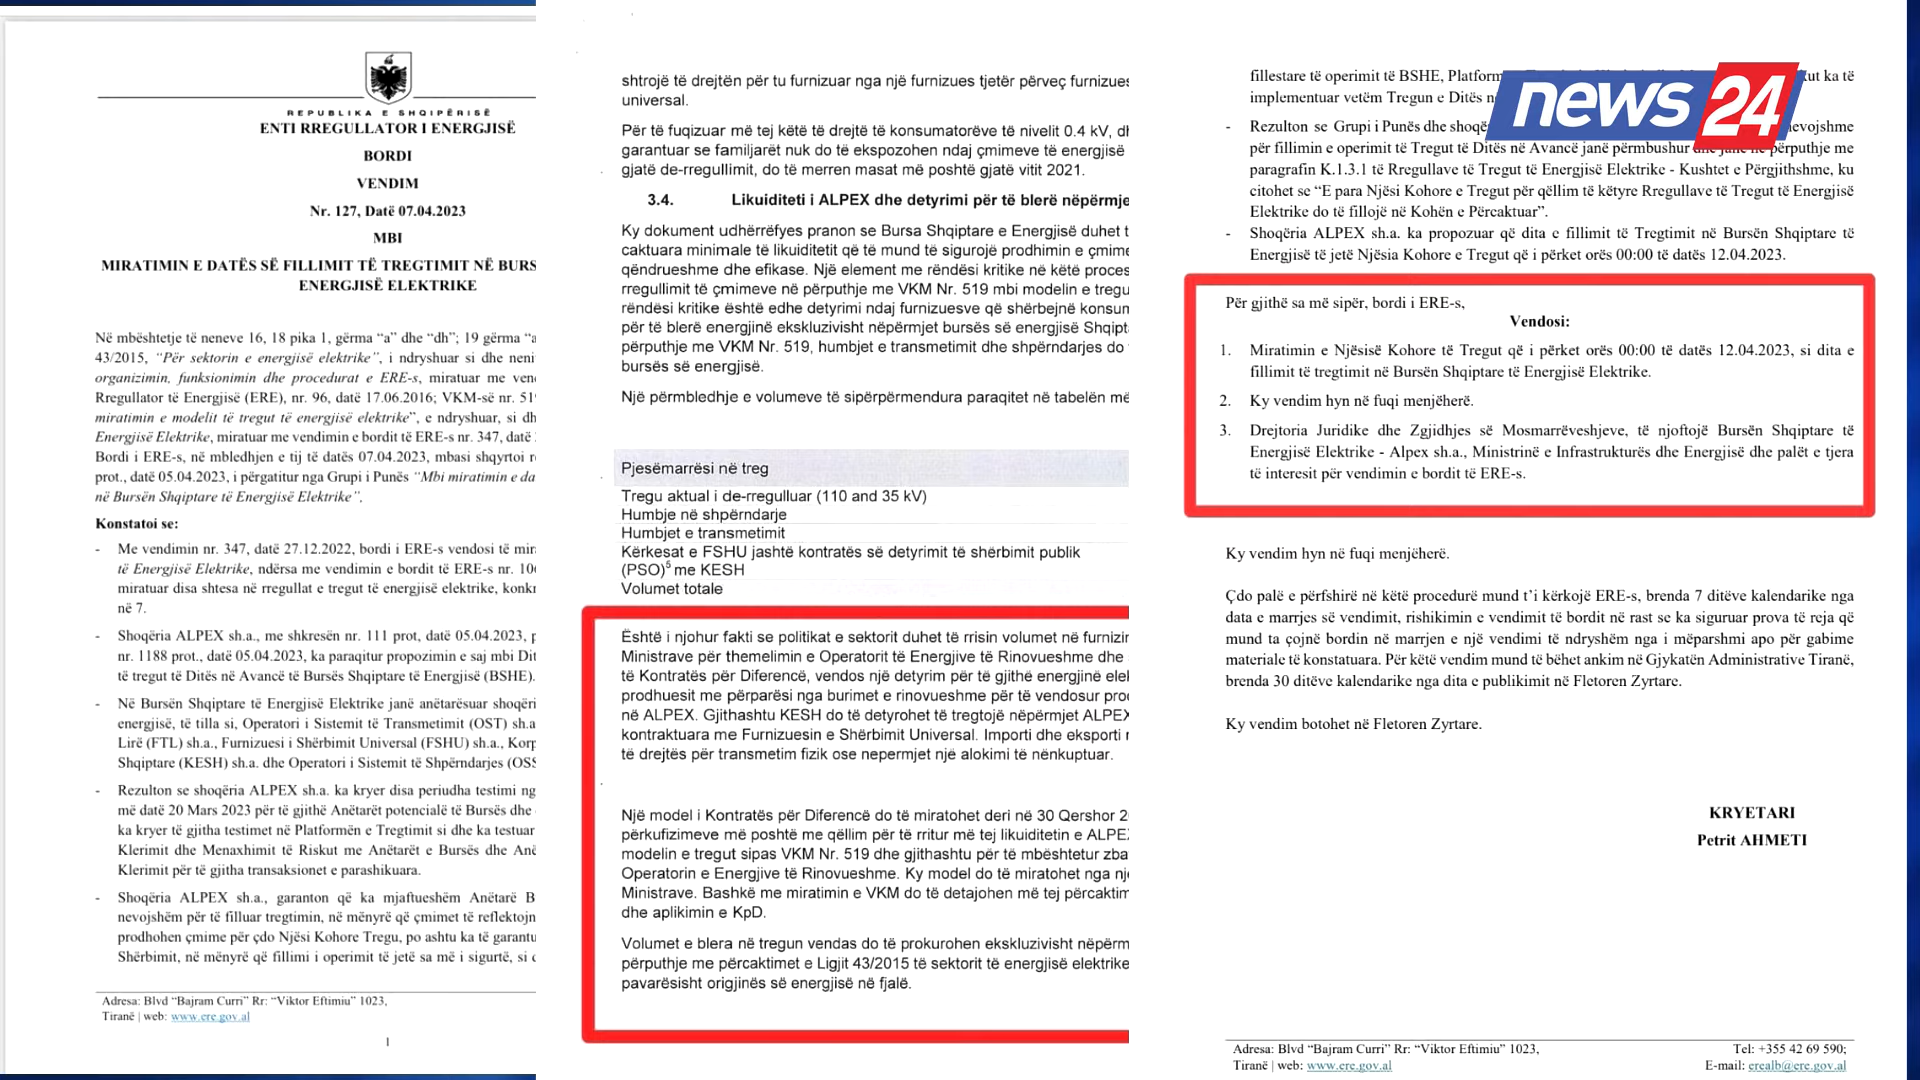 REPUBLIKA E SHQIPËRISË
ENTI RREGULLATOR I ENERGJISË
BORDI
VENDIM
Nr. 127, Datë 07.04.2023
MBI
MIRATIMIN E DATËS SË FILLIMIT TË TREGTIMIT NË
ENERGJISË ELEKTRIKE
Në mbështetje të neneve 16, 18 pika 1, gërma “a” dhe “dh”; 19 gërma
43/2015, “Për sektorin e energjisë elektrike”, i ndryshuar si dhe
organizimin, funksionimin dhe procedurat e ERE-s, miratuar me
Rregullator të Energjisë (ERE), nr. 96, datë 17.06.2016; VKM-së nr.
miratimin e modelit të tregut të energjisë elektrike”, e ndryshuar, si
Energjisë Elektrike, miratuar me vendimin e bordit të ERE-s nr. 347, datë
Bordi i ERE-s, në mbledhjen e tij të datës 07.04.2023, mbasi shqyrtoi
prot., datë 05.04.2023, i përgatitur nga Grupi i Punës “Mbi miratimin e
në Bursën Shqiptare të Energjisë Elektrike”.
Konstatoi se:
- Me vendimin nr. 347, datë 27.12.2022, bordi i ERE-s vendosi të
të Energjisë Elektrike, ndërsa me vendimin e bordit të ERE-s nr.
miratuar disa shtesa në rregullat e tregut të energjisë elektrike,
në 7.
- Shoqëria ALPEX sh.a., me shkresën nr. 111 prot, datë 05.04.2023,
nr. 1188 prot., datë 05.04.2023, ka paraqitur propozimin e saj mbi
të tregut të Ditës në Avancë të Bursës Shqiptare të Energjisë (BSHE).
- Në Bursën Shqiptare të Energjisë Elektrike janë anëtarësuar
energjisë, të tilla si, Operatori i Sistemit të Transmetimit (OST) sh.a
Lirë (FTL) sh.a., Furnizuesi i Shërbimit Universal (FSHU) sh.a.,
Shqiptare (KESH) sh.a. dhe Operatori i Sistemit të Shpërndarjes
- Rezulton se shoqëria ALPEX sh.a. ka kryer disa periudha testimi
më datë 20 Mars 2023 për të gjithë Anëtarët potencialë të Bursës dhe
ka kryer të gjitha testimet në Platformën e Tregtimit si dhe ka testuar
Klerimit dhe Menaxhimit të Riskut me Anëtarët e Bursës dhe
Klerimit për të gjitha transaksionet e parashikuara.
- Shoqëria ALPEX sh.a., garanton që ka mjaftueshëm Anëtarë
nevojshëm për të filluar tregtimin, në mënyrë që çmimet të
prodhohen çmime për çdo Njësi Kohore Tregu, po ashtu ka të
Shërbimit, në mënyrë që fillimi i operimit të jetë sa më i sigurtë, si
Adresa: Blvd “Bajram Curri” Rr: “Viktor Eftimiu” 1023,
Tiranë | web: www.ere.gov.al
1
shtrojë të drejtën për tu furnizuar nga një furnizues tjetër përveç furnizues
universal.
Për të fuqizuar më tej këtë të drejtë të konsumatorëve të nivelit 0.4 kV,
garantuar se familjarët nuk do të ekspozohen ndaj çmimeve të energjisë
gjatë de-rregullimit, do të merren masat më poshtë gjatë vitit 2021.
3.4. Likuiditeti i ALPEX dhe detyrimi për të blerë nëpërmje
Ky dokument udhërrëfyes pranon se Bursa Shqiptare e Energjisë duhet
caktuara minimale të likuiditetit që të mund të sigurojë prodhimin e
qëndrueshme dhe efikase. Një element me rëndësi kritike në këtë
rregullimit të çmimeve në përputhje me VKM Nr. 519 mbi modelin e tregu
rëndësi kritike është edhe detyrimi ndaj furnizuesve që shërbejnë
për të blerë energjinë ekskluzivisht nëpërmjet bursës së energjisë
përputhje me VKM Nr. 519, humbjet e transmetimit dhe shpërndarjes do
bursës së energjisë.
Një përmbledhje e volumeve të sipërpërmendura paraqitet në tabelën
Pjesëmarrësi në treg
Tregu aktual i de-rregulluar (110 and 35 kV)
Humbje në shpërndarje
Humbjet e transmetimit
Kërkesat e FSHU jashtë kontratës së detyrimit të shërbimit publik
(PSO)5 me KESH
Volumet totale
Është i njohur fakti se politikat e sektorit duhet të rrisin volumet në
Ministrave për themelimin e Operatorit të Energjive të Rinovueshme dhe
të Kontratës për Diferencë, vendos një detyrim për të gjithë energjinë
prodhuesit me përparësi nga burimet e rinovueshme për të vendosur
në ALPEX. Gjithashtu KESH do të detyrohet të tregtojë nëpërmjet ALPEX
kontraktuara me Furnizuesin e Shërbimit Universal. Importi dhe eksporti
të drejtës për transmetim fizik ose nepermjet një alokimi të nënkuptuar.
Një model i Kontratës për Diferencë do të miratohet deri në 30 Qershor
përkufizimeve më poshtë me qëllim për të rritur më tej likuiditetin e
modelin e tregut sipas VKM Nr. 519 dhe gjithashtu për të mbështetur
Operatorin e Energjive të Rinovueshme. Ky model do të miratohet nga
Ministrave. Bashkë me miratimin e VKM do të detajohen më tej
dhe aplikimin e KpD.
Volumet e blera në tregun vendas do të prokurohen ekskluzivisht
përputhje me përcaktimet e Ligjit 43/2015 të sektorit të energjisë elektrike
pavarësisht origjinës së energjisë në fjalë.
news 24
fillestare të operimit të BSHE, ka të
implementuar vetëm Tregun e Ditës
- Rezulton se Grupi i Punës dhe
për fillimin e operimit të Tregut të Ditës në Avancë janë përmbushur përputhje me
paragrafin K.1.3.1 të Rregullave të Tregut të Energjisë Elektrike - Kushtet e Përgjithshme, ku
citohet se “E para Njësi Kohore e Tregut për qëllim të këtyre Rregullave të Tregut të Energjisë
Elektrike do të fillojë në Kohën e Përcaktuar”.
- Shoqëria ALPEX sh.a. ka propozuar që dita e fillimit të Tregtimit në Bursën Shqiptare të
Energjisë të jetë Njësia Kohore e Tregut që i përket orës 00:00 të datës 12.04.2023.
Për gjithë sa më sipër, bordi i ERE-s,
Vendosi:
1. Miratimin e Njësisë Kohore të Tregut që i përket orës 00:00 të datës 12.04.2023, si dita e
fillimit të tregtimit në Bursën Shqiptare të Energjisë Elektrike.
2. Ky vendim hyn në fuqi menjëherë.
3. Drejtoria Juridike dhe Zgjidhjes së Mosmarrëveshjeve, të njoftojë Bursën Shqiptare të
Energjisë Elektrike - Alpex sh.a., Ministrinë e Infrastrukturës dhe Energjisë dhe palët e tjera
të interesit për vendimin e bordit të ERE-s.
Ky vendim hyn në fuqi menjëherë.
Çdo palë e përfshirë në këtë procedurë mund t’i kërkojë ERE-s, brenda 7 ditëve kalendarike nga
data e marrjes së vendimit, rishikimin e vendimit të bordit në rast se ka siguruar prova të reja që
mund ta çojnë bordin në marrjen e një vendimi të ndryshëm nga i mëparshmi apo për gabime
materiale të konstatuara. Për këtë vendim mund të bëhet ankim në Gjykatën Administrative Tiranë,
brenda 30 ditëve kalendarike nga dita e publikimit në Fletoren Zyrtare.
Ky vendim botohet në Fletoren Zyrtare.
KRYETARI
Petrit AHMETI
Adresa: Blvd “Bajram Curri” Rr: “Viktor Eftimiu” 1023,
Tiranë | web: www.ere.gov.al
Tel: +355 42 69 590;
E-mail: erealb@ere.gov.al